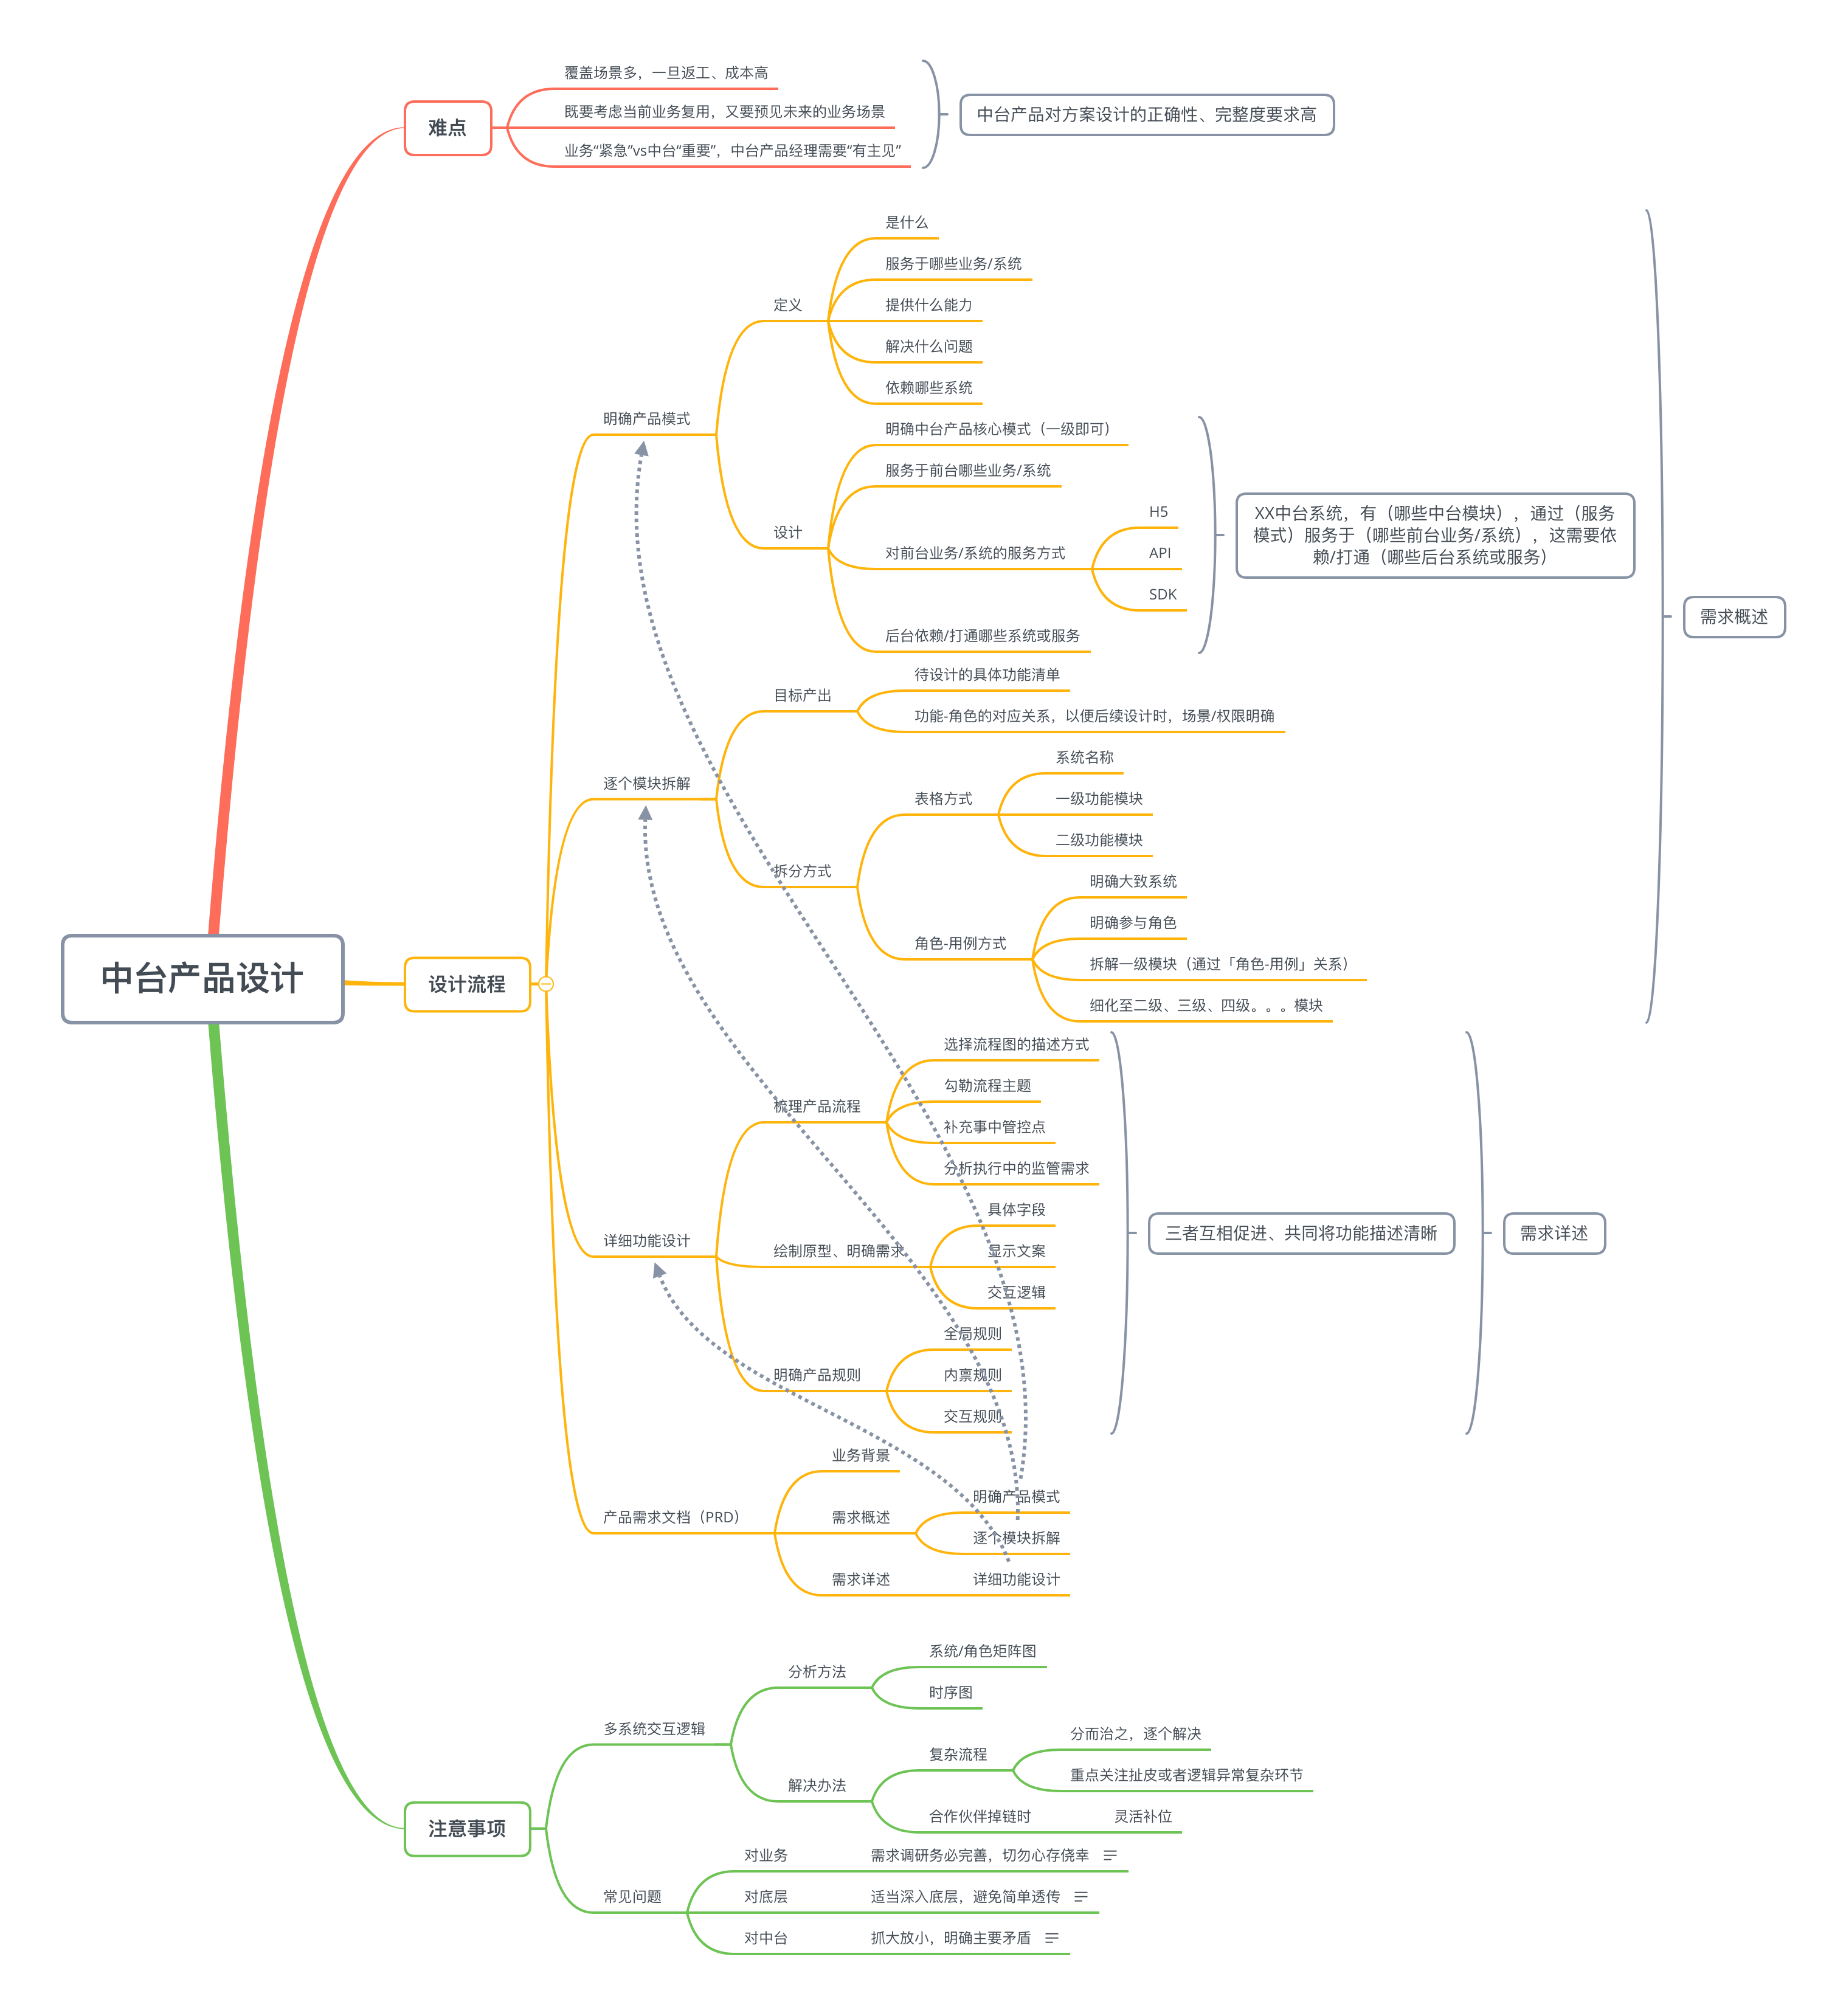 中台产品设计
难点
覆盖场景多，一旦返工、成本高
既要考虑当前业务复用，又要预见未来的业务场景
业务“紧急”vs中台“重要”，中台产品经理需要“有主见”
中台产品对方案设计的正确性、完整度要求高
设计流程
明确产品模式
定义
是什么
服务于哪些业务/系统
提供什么能力
解决什么问题
依赖哪些系统
设计
明确中台产品核心模式（一级即可）
服务于前台哪些业务/系统
对前台业务/系统的服务方式
H5
API
SDK
后台依赖/打通哪些系统或服务
XX中台系统，有（哪些中台模块），通过（服务
模式）服务于（哪些前台业务/系统），这需要依
赖/打通（哪些后台系统或服务）
逐个模块拆解
目标产出
待设计的具体功能清单
功能-角色的对应关系，以便后续设计时，场景/权限明确
拆分方式
表格方式
系统名称
一级功能模块
二级功能模块
角色-用例方式
明确大致系统
明确参与角色
拆解一级模块（通过「角色-用例」关系）
细化至二级、三级、四级。。。模块
需求概述
详细功能设计
梳理产品流程
选择流程图的描述方式
勾勒流程主题
补充事中管控点
分析执行中的监管需求
绘制原型、明确需求
具体字段
显示文案
交互逻辑
明确产品规则
全局规则
内禀规则
交互规则
三者互相促进、共同将功能描述清晰
需求详述
产品需求文档（PRD）
业务背景
需求概述
明确产品模式
逐个模块拆解
需求详述
详细功能设计
注意事项
多系统交互逻辑
分析方法
系统/角色矩阵图
时序图
解决办法
复杂流程
分而治之，逐个解决
重点关注扯皮或者逻辑异常复杂环节
合作伙伴掉链时
灵活补位
常见问题
对业务
需求调研务必完善，切勿心存侥幸
对底层
适当深入底层，避免简单透传
对中台
抓大放小，明确主要矛盾